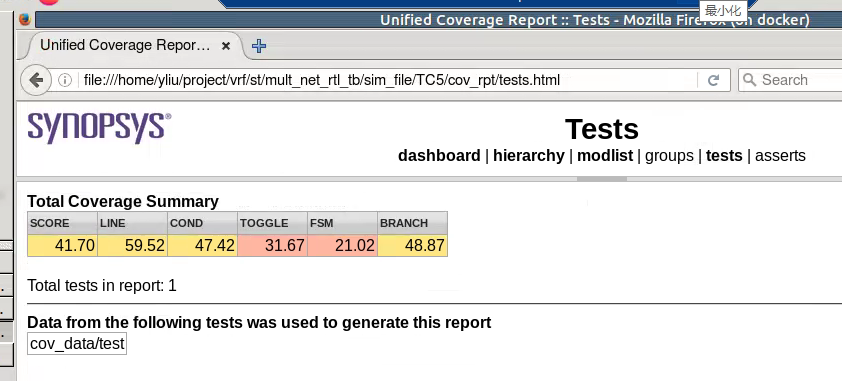 最小化
Unified Coverage Report :: Tests - Mozilla Firefox (on docker)
Unified Coverage Repor… ×
file:///home/yliu/project/vrf/st/mult_net_rtl_tb/sim_file/TC5/cov_rpt/tests.html
Search
SYNOPSYS®
Tests
dashboard | hierarchy | modlist | groups | tests | asserts
Total Coverage Summary
SCORE LINE COND TOGGLE FSM BRANCH
41.70 59.52 47.42 31.67 21.02 48.87
Total tests in report: 1
Data from the following tests was used to generate this report
cov_data/test